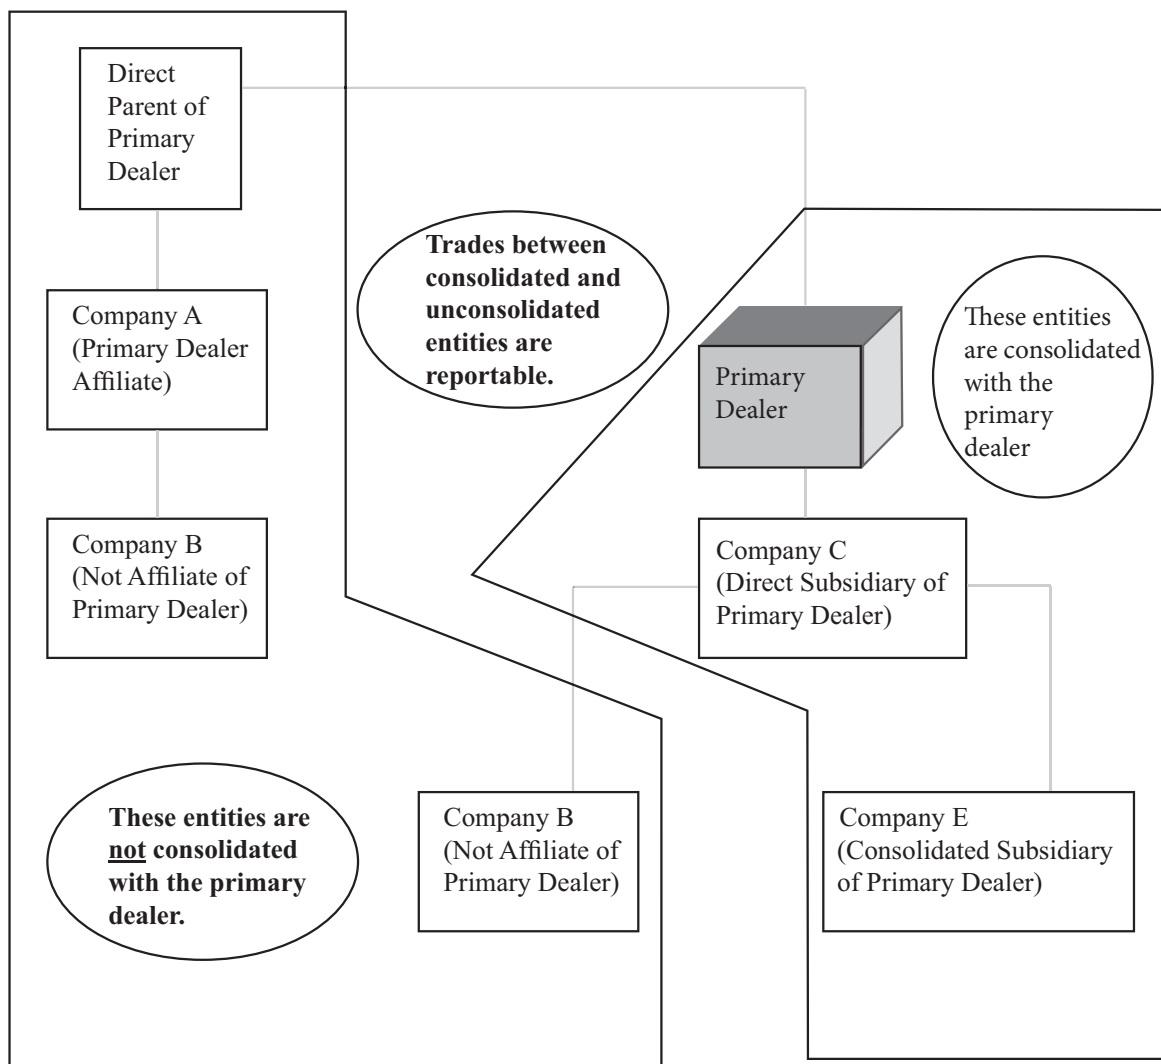 Direct
Parent of
Primary
Dealer
Trades between
consolidated and
unconsolidated
entities are
reportable.
Company A
(Primary Dealer
Affiliate)
Primary
Dealer
These entities
are consolidated
with the
primary
dealer
Company B
(Not Affiliate of
Primary Dealer)
Company C
(Direct Subsidiary of
Primary Dealer)
These entities are
not consolidated
with the primary
dealer.
Company B
(Not Affiliate of
Primary Dealer)
Company E
(Consolidated Subsidiary
of Primary Dealer)